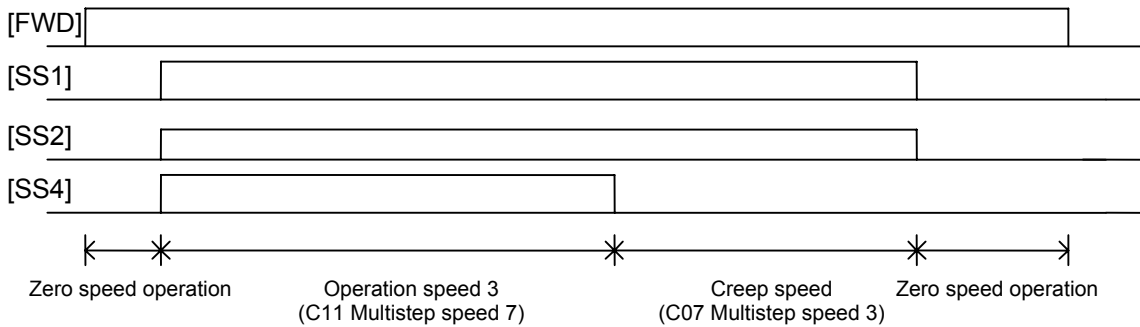 [FWD]
[SS1]
[SS2]
[SS4]
Zero speed operation
Operation speed 3
(C11 Multistep speed 7)
Creep speed
(C07 Multistep speed 3)
Zero speed operation